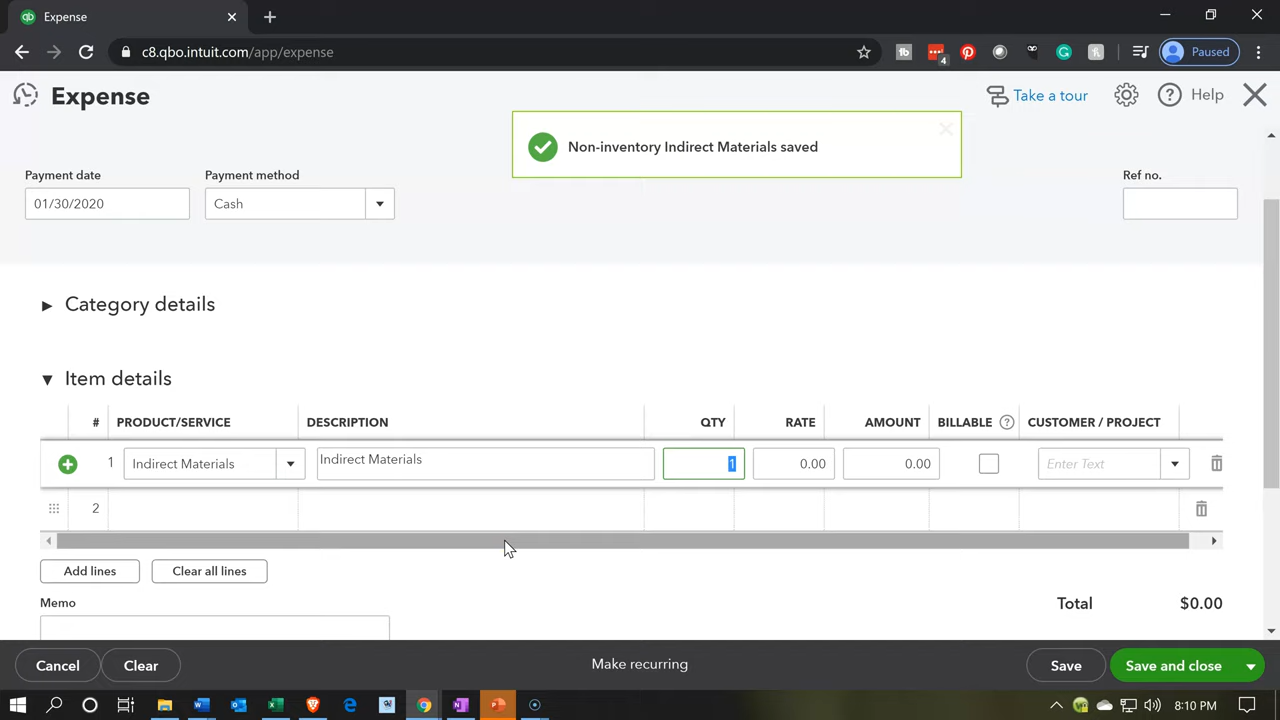 Expense
c8.qbo.intuit.com/app/expense
4
Paused
Expense
Take a tour
Help
Non-inventory Indirect Materials saved
Payment date
Payment method
Ref no.
01/30/2020
Cash
Category details
Item details
# PRODUCT/SERVICE DESCRIPTION QTY RATE AMOUNT BILLABLE ? CUSTOMER / PROJECT
1 Indirect Materials Indirect Materials 1 0.00 0.00 Enter Text
2
Add lines
Clear all lines
Memo
Total $0.00
Cancel
Clear
Make recurring
Save
Save and close
8:10 PM